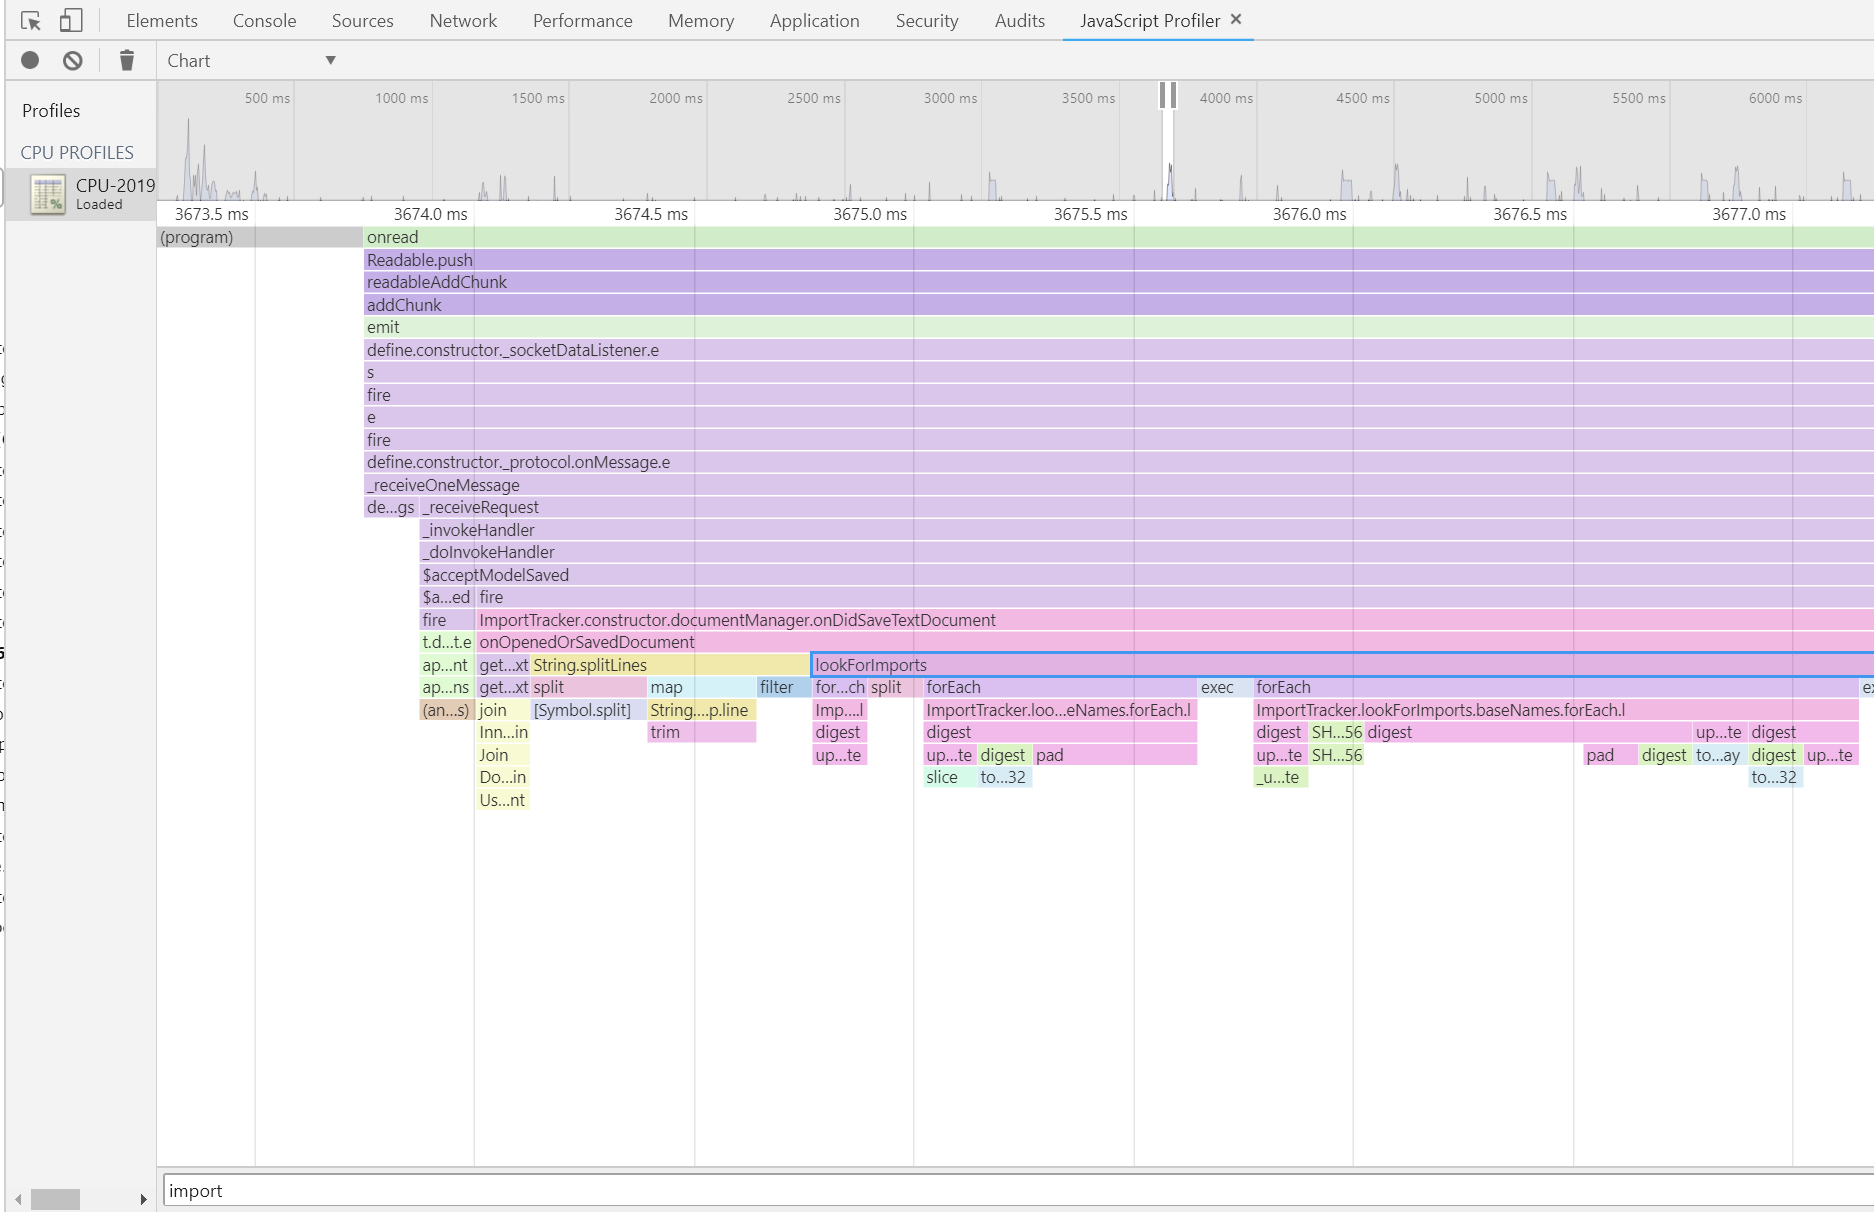 Elements Console Sources Network Performance Memory Application Security Audits JavaScript Profiler ×
Chart ▼
Profiles
CPU PROFILES
CPU-2019
Loaded
500 ms 1000 ms 1500 ms 2000 ms 2500 ms 3000 ms 3500 ms 4000 ms 4500 ms 5000 ms 5500 ms 6000 ms
3673.5 ms 3674.0 ms 3674.5 ms 3675.0 ms 3675.5 ms 3676.0 ms 3676.5 ms 3677.0 ms
(program) onread
Readable.push
readableAddChunk
addChunk
emit
define.constructor._socketDataListener.e
s
fire
e
fire
define.constructor._protocol.onMessage.e
_receiveOneMessage
de...gs _receiveRequest
_invokeHandler
_doInvokeHandler
$acceptModelSaved
$a...ed fire
fire ImportTracker.constructor.documentManager.onDidSaveTextDocument
t.d...t.e onOpenedOrSavedDocument
ap...nt get...xt String.splitLines lookForImports
ap...ns get...xt split map filter for...ch split forEach exec forEach
(an...s) join [Symbol.split] String....p.line Imp....l ImportTracker.loo...eNames.forEach.l ImportTracker.lookForImports.baseNames.forEach.l
Inn...in trim digest digest digest SH...56 digest up...te digest
Join up...te up...te digest pad up...te SH...56 pad digest to...ay digest up...te
Do...in slice to...32 _u...te to...32
Us...nt
import